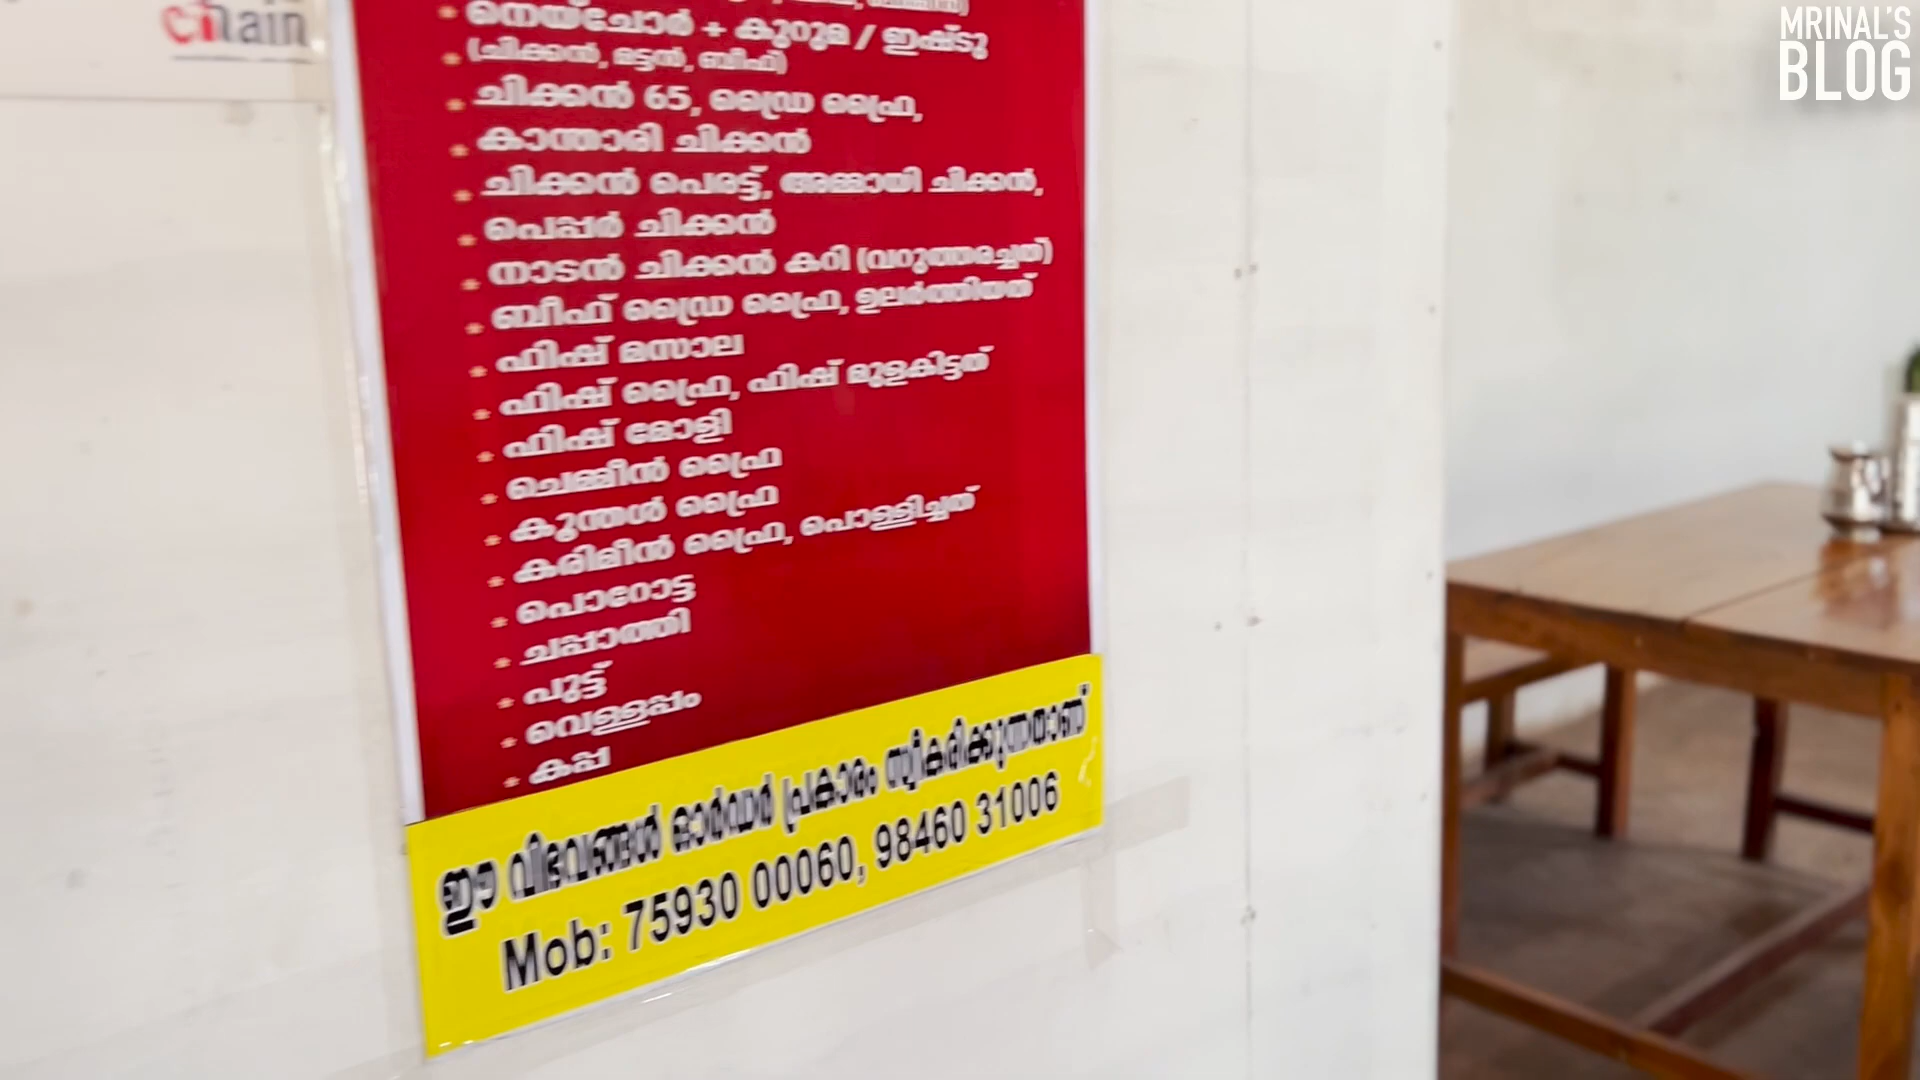 MRINAL'S
BLOG
നെയ്ചോർ + കുറുമ / ഇഷ്ടു
(ചിക്കൻ, മട്ടൻ, ബീഫ്)
ചിക്കൻ 65, ഡ്രൈ ഫ്രൈ,
കാന്താരി ചിക്കൻ
ചിക്കൻ പെരട്ട്, അമ്മായി ചിക്കൻ,
പെപ്പർ ചിക്കൻ
നാടൻ ചിക്കൻ കറി (വറുത്തരച്ചത്)
ബീഫ് ഡ്രൈ ഫ്രൈ, ഉലർത്തിയത്
ഫിഷ് മസാല
ഫിഷ് ഫ്രൈ, ഫിഷ് മുളകിട്ടത്
ഫിഷ് മോളി
ചെമ്മീൻ ഫ്രൈ
കൂന്തൾ ഫ്രൈ
കരിമീൻ ഫ്രൈ, പൊള്ളിച്ചത്
പൊറോട്ട
ചപ്പാത്തി
പുട്ട്
വെള്ളപ്പം
കപ്പ
ഈ വിഭവങ്ങൾ ഓർഡർ പ്രകാരം സ്വീകരിക്കുന്നതാണ്
Mob: 75930 00060, 98460 31006